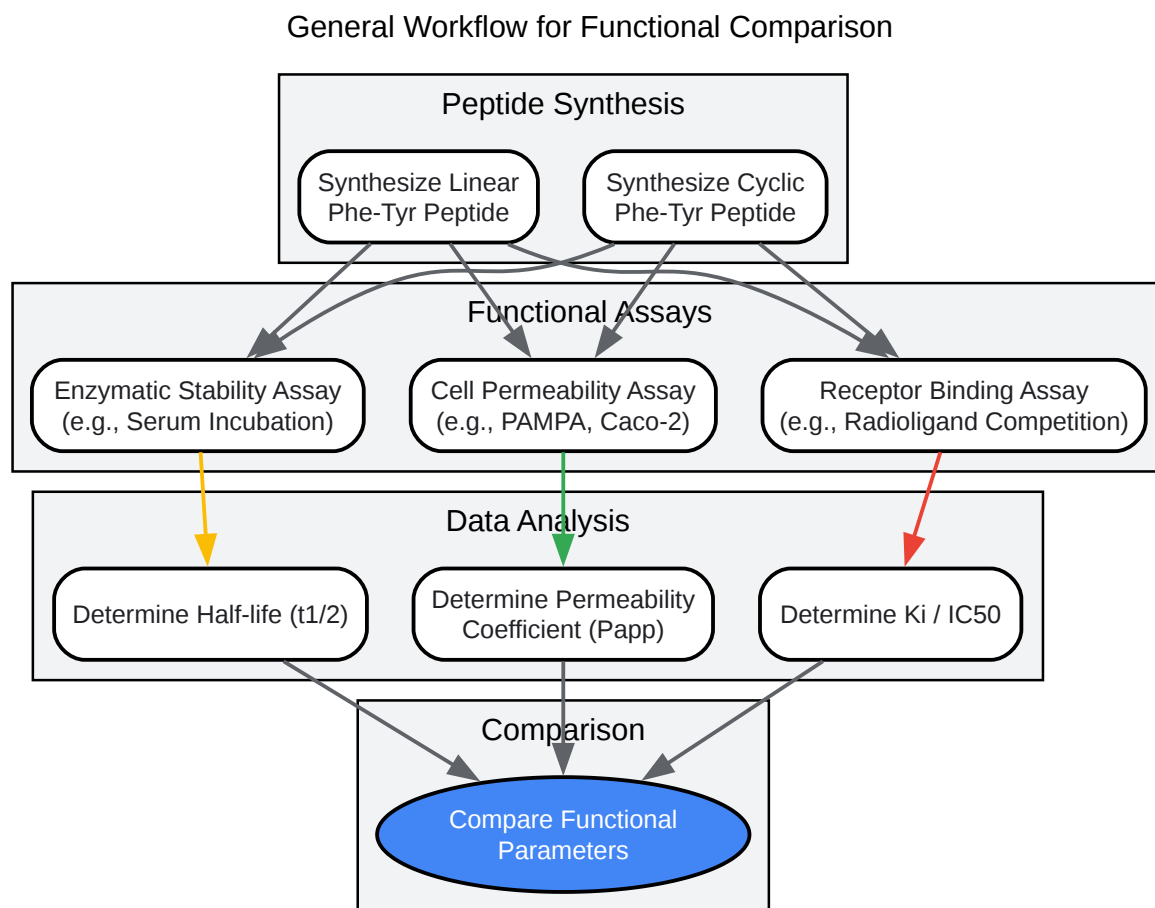 General Workflow for Functional Comparison
Peptide Synthesis
Synthesize Linear
Phe-Tyr Peptide
Synthesize Cyclic
Phe-Tyr Peptide
Functional Assays
Enzymatic Stability Assay
(e.g., Serum Incubation)
Cell Permeability Assay
(e.g., PAMPA, Caco-2)
Receptor Binding Assay
(e.g., Radioligand Competition)
Data Analysis
Determine Half-life (t1/2)
Determine Permeability
Coefficient (Papp)
Determine Ki / IC50
Comparison
Compare Functional
Parameters